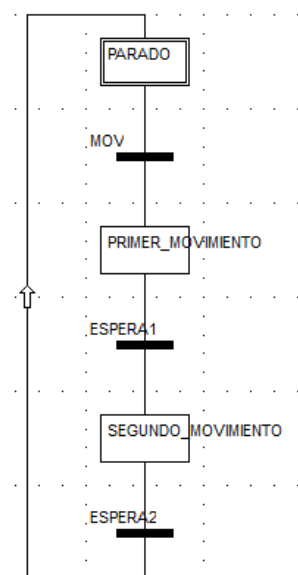 PARADO
MOV
PRIMER_MOVIMIENTO
ESPERA1
SEGUNDO_MOVIMIENTO
ESPERA2